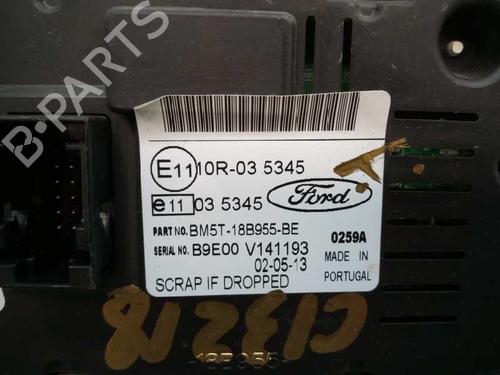 B-PARTS
E11 10R-03 5345
e11 03 5345
Ford
PART NO. BM5T-18B955-BE
SERIAL NO. B9E00 V141193
0259A
02-05-13
MADE IN
PORTUGAL
SCRAP IF DROPPED
-18B955-